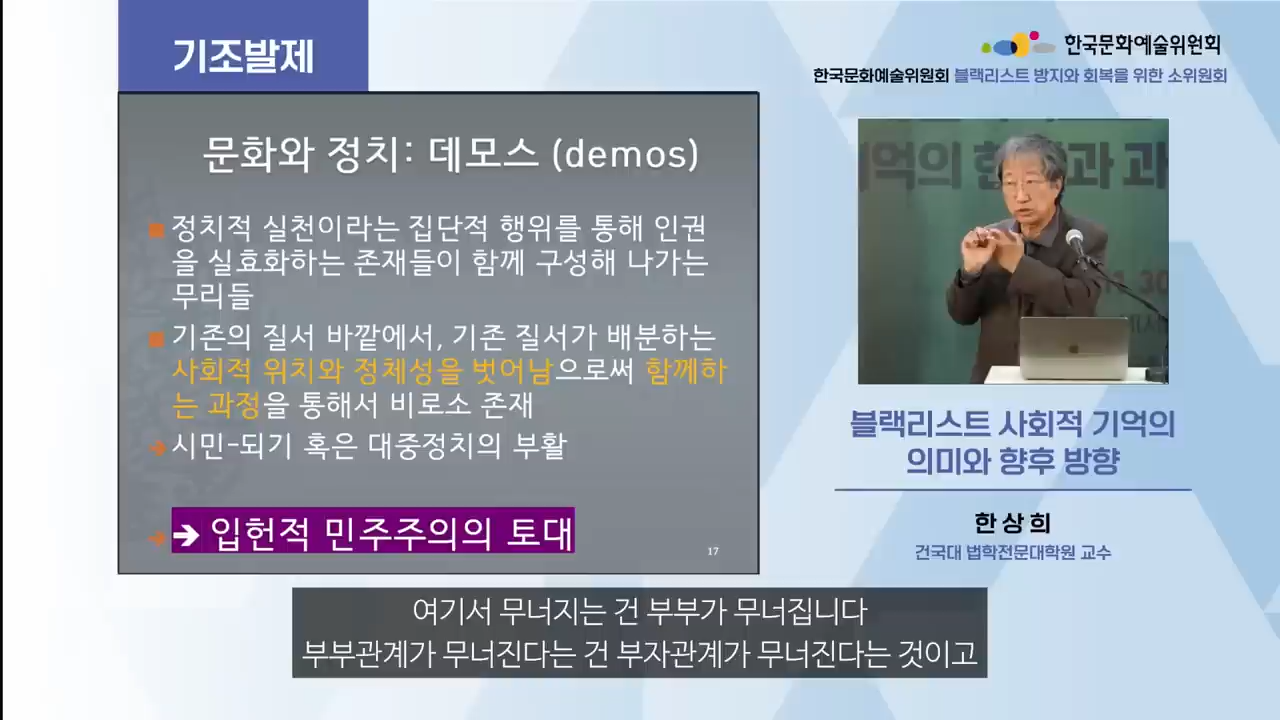 기조발제
한국문화예술위원회
한국문화예술위원회 블랙리스트 방지와 회복을 위한 소위원회
문화와 정치: 데모스 (demos)
정치적 실천이라는 집단적 행위를 통해 인권
을 실효화하는 존재들이 함께 구성해 나가는
무리들
기존의 질서 바깥에서, 기존 질서가 배분하는
사회적 위치와 정체성을 벗어남으로써 함께하
는 과정을 통해서 비로소 존재
→ 시민-되기 혹은 대중정치의 부활
→ ➔ 입헌적 민주주의의 토대
17
억의 현 과 과
30
블랙리스트 사회적 기억의
의미와 향후 방향
한상희
건국대 법학전문대학원 교수
여기서 무너지는 건 부부가 무너집니다
부부관계가 무너진다는 건 부자관계가 무너진다는 것이고